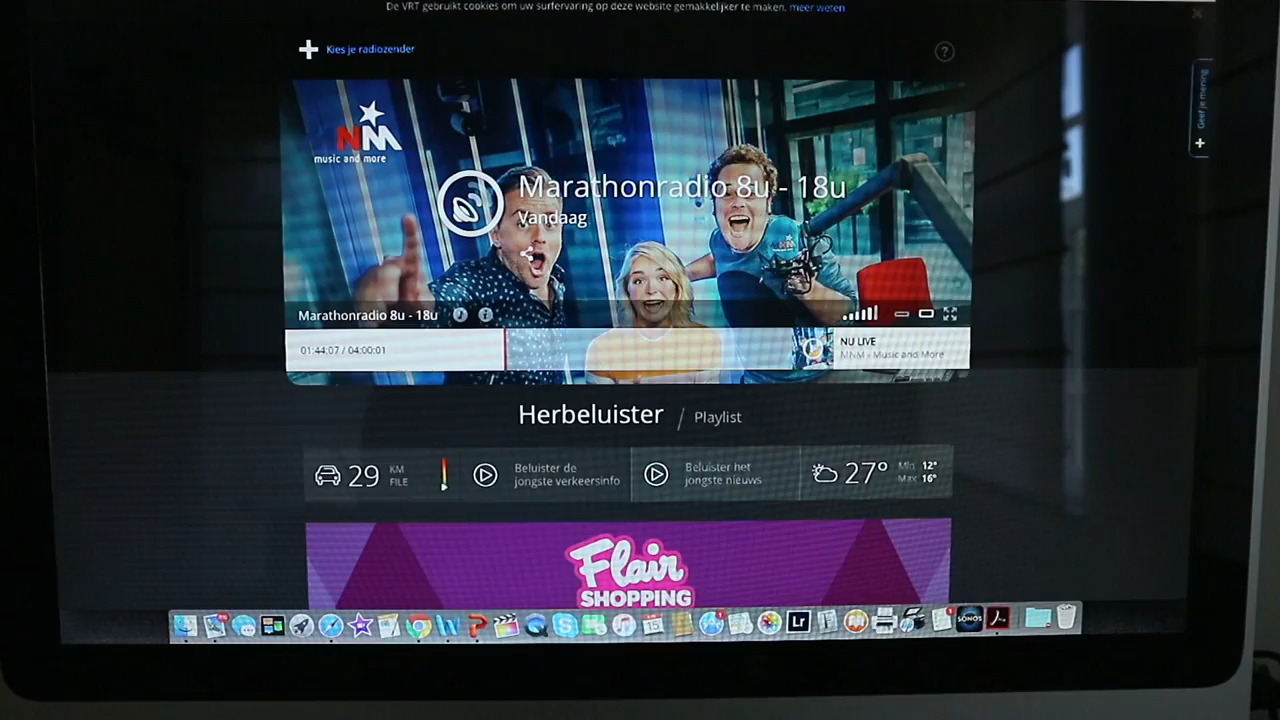 De VRT gebruikt cookies om uw surfervaring op deze website gemakkelijker te maken. meer weten
Kies je radiozender
?
Geef je mening
NM
music and more
Marathonradio 8u - 18u
Vandaag
Marathonradio 8u - 18u
01:44:07 / 04:00:01
NU LIVE
MNM - Music and More
Herbeluister / Playlist
29 KM FILE
Beluister de jongste verkeersinfo
Beluister het jongste nieuws
27° Min 12°
Max 16°
Flair
SHOPPING
Lr
SONOS